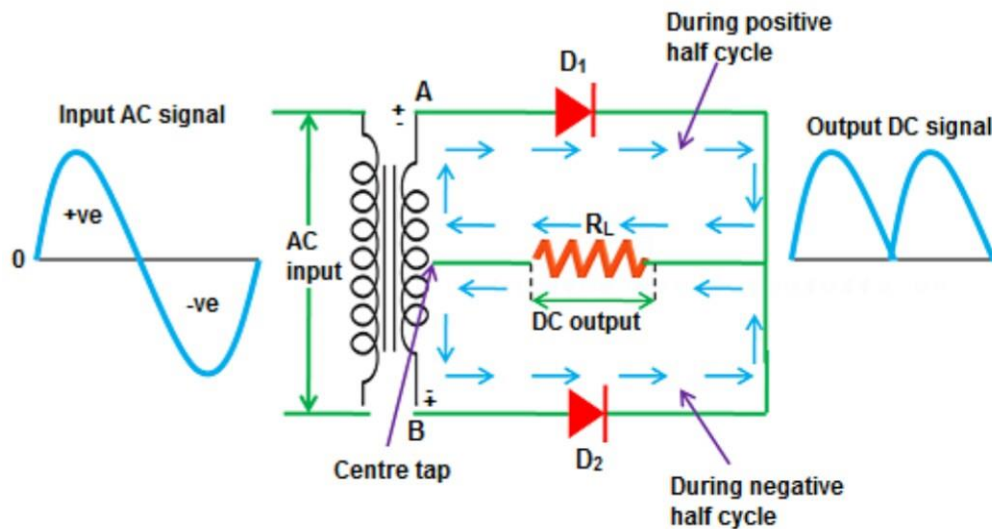 During positive
half cycle
D₁
Input AC signal
+
-
A
Output DC signal
+ve
0
-ve
AC
input
RL
DC output
-
+
B
D₂
Centre tap
During negative
half cycle